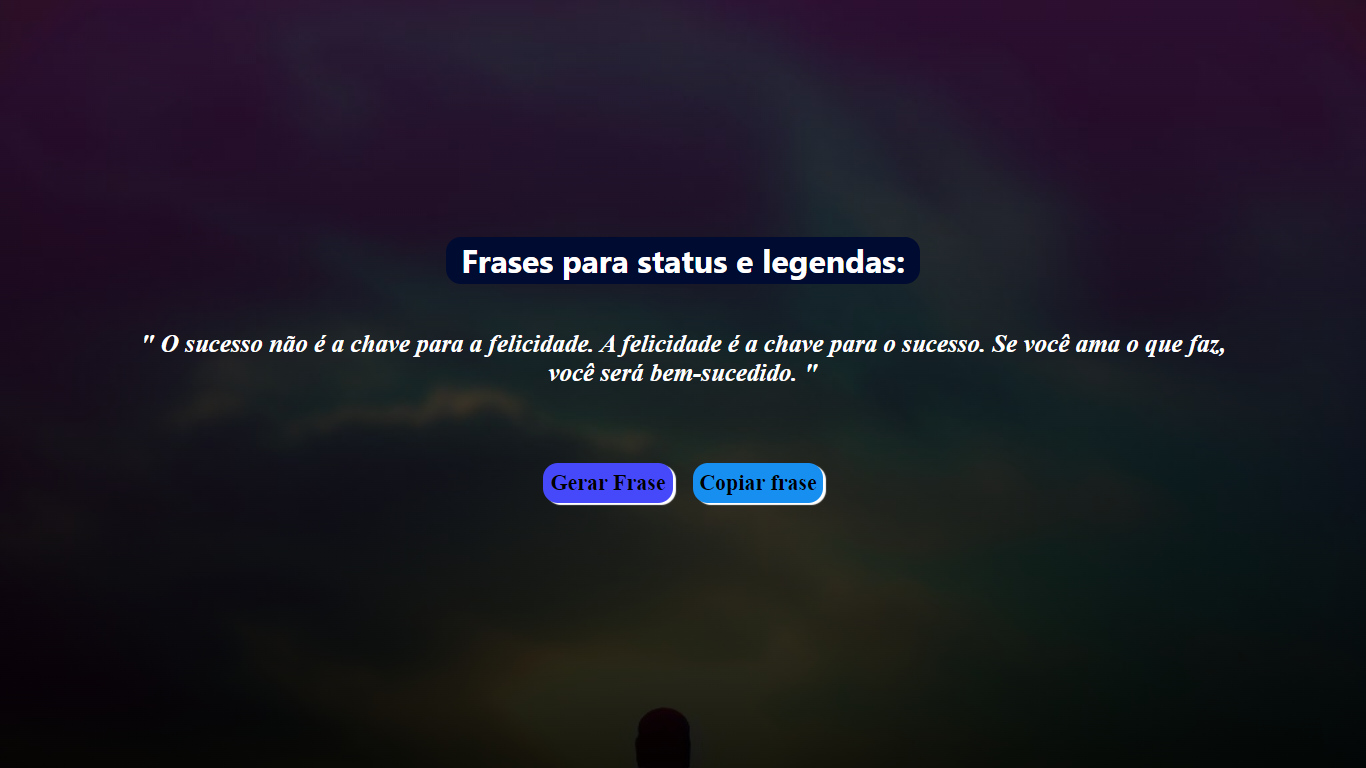 Frases para status e legendas:
" O sucesso não é a chave para a felicidade. A felicidade é a chave para o sucesso. Se você ama o que faz,
você será bem-sucedido. "
Gerar Frase Copiar frase